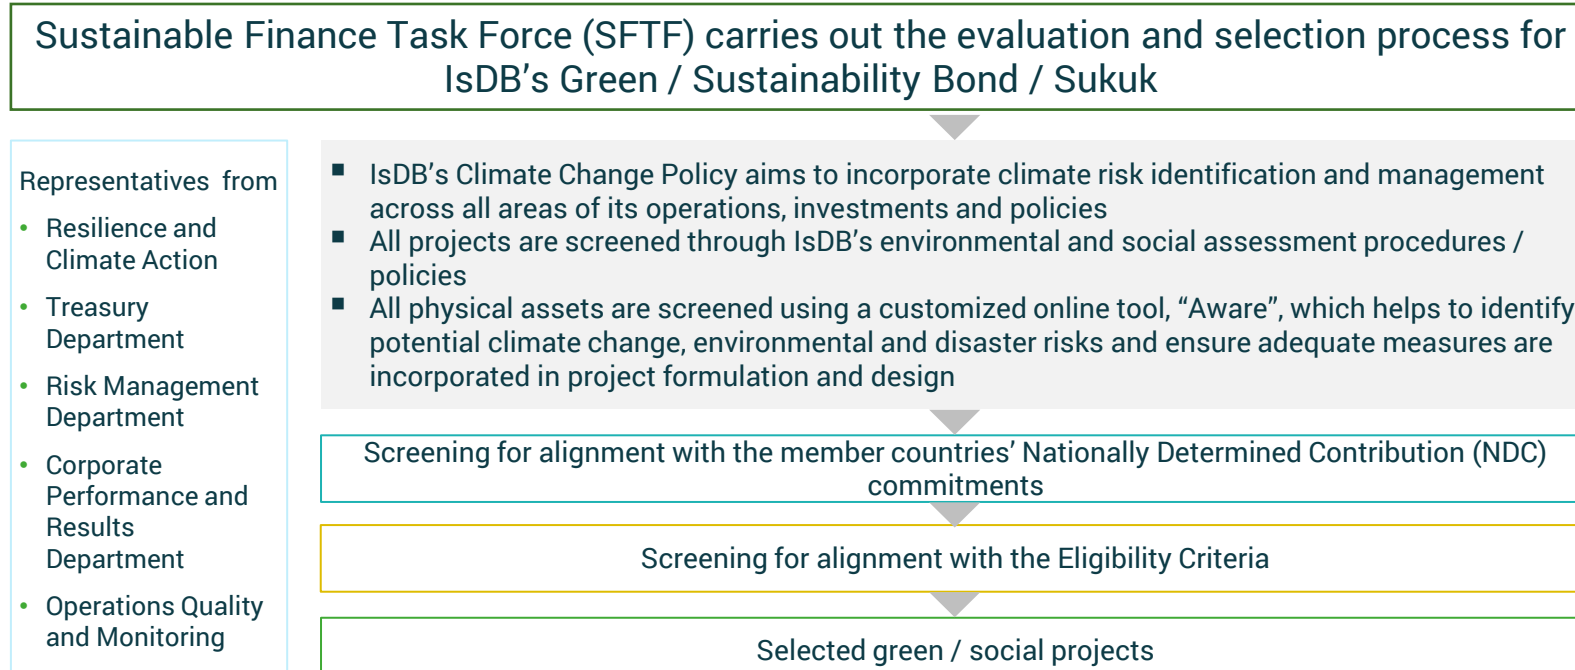 Sustainable Finance Task Force (SFTF) carries out the evaluation and selection process for
IsDB's Green / Sustainability Bond / Sukuk
Representatives from
• Resilience and
Climate Action
• Treasury
Department
• Risk Management
Department
• Corporate
Performance and
Results
Department
• Operations Quality
and Monitoring
▪ IsDB's Climate Change Policy aims to incorporate climate risk identification and management
across all areas of its operations, investments and policies
▪ All projects are screened through IsDB's environmental and social assessment procedures /
policies
▪ All physical assets are screened using a customized online tool, “Aware”, which helps to identify
potential climate change, environmental and disaster risks and ensure adequate measures are
incorporated in project formulation and design
Screening for alignment with the member countries' Nationally Determined Contribution (NDC)
commitments
Screening for alignment with the Eligibility Criteria
Selected green / social projects